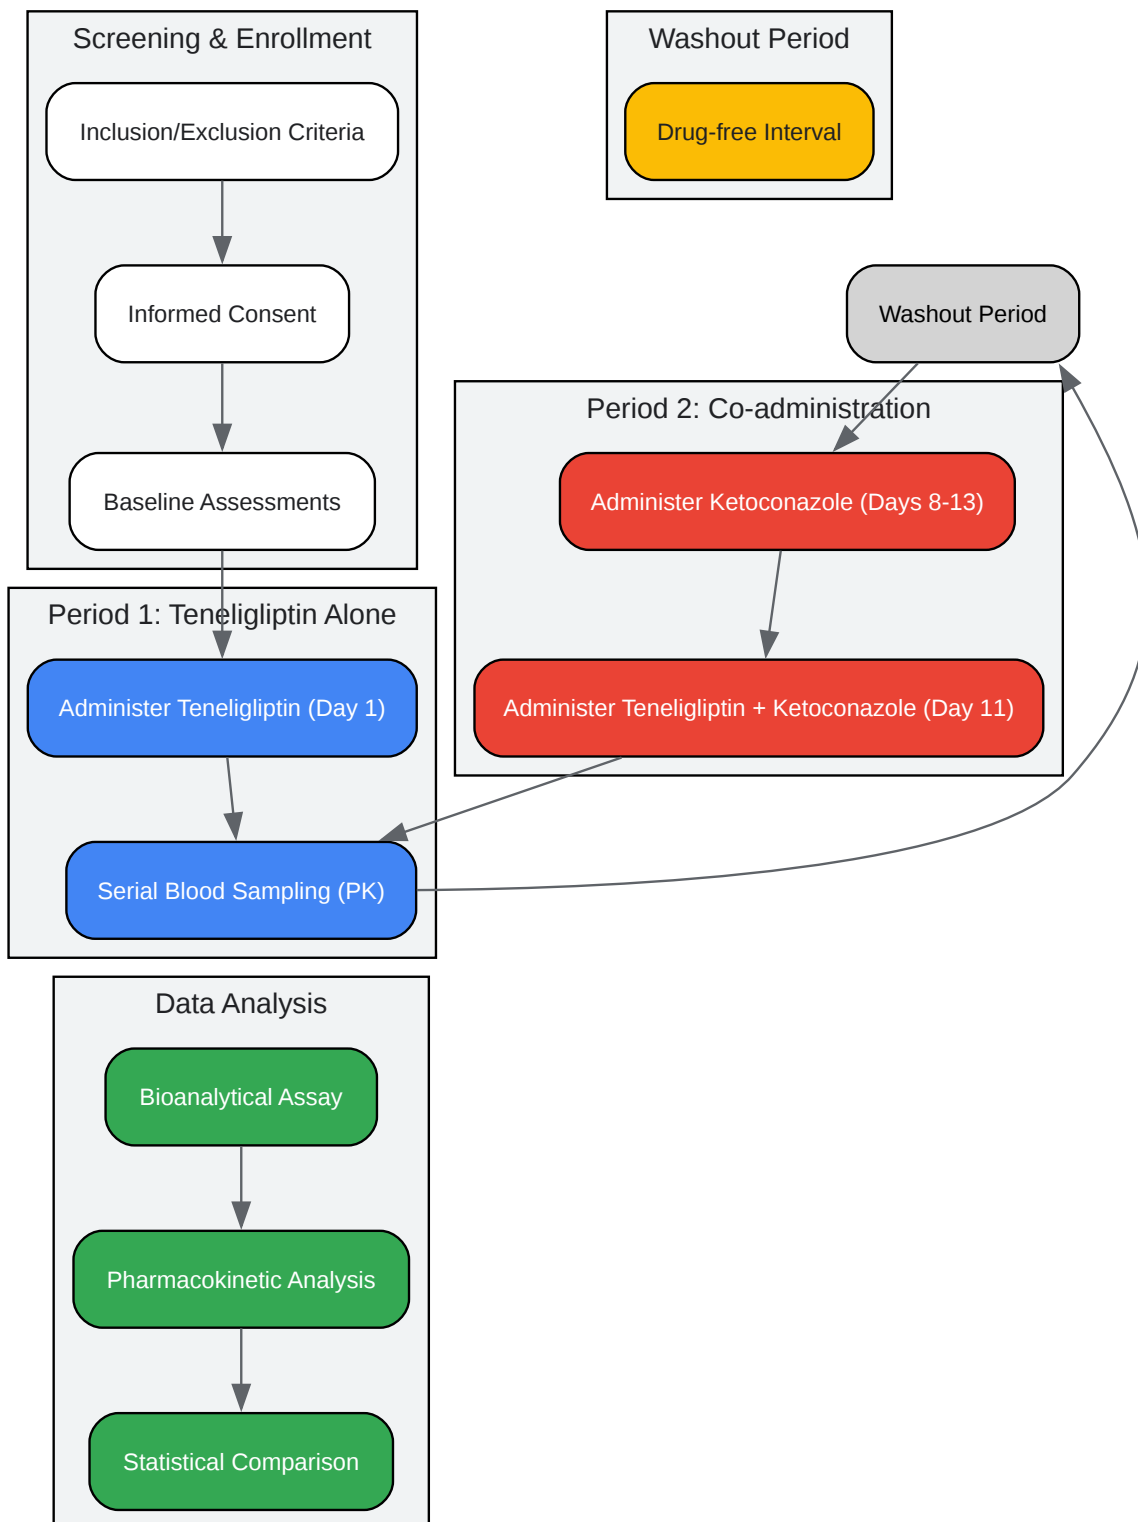 Screening & Enrollment
Inclusion/Exclusion Criteria
Informed Consent
Baseline Assessments
Washout Period
Drug-free Interval
Washout Period
Period 2: Co-administration
Administer Ketoconazole (Days 8-13)
Administer Teneligliptin + Ketoconazole (Day 11)
Period 1: Teneligliptin Alone
Administer Teneligliptin (Day 1)
Serial Blood Sampling (PK)
Data Analysis
Bioanalytical Assay
Pharmacokinetic Analysis
Statistical Comparison